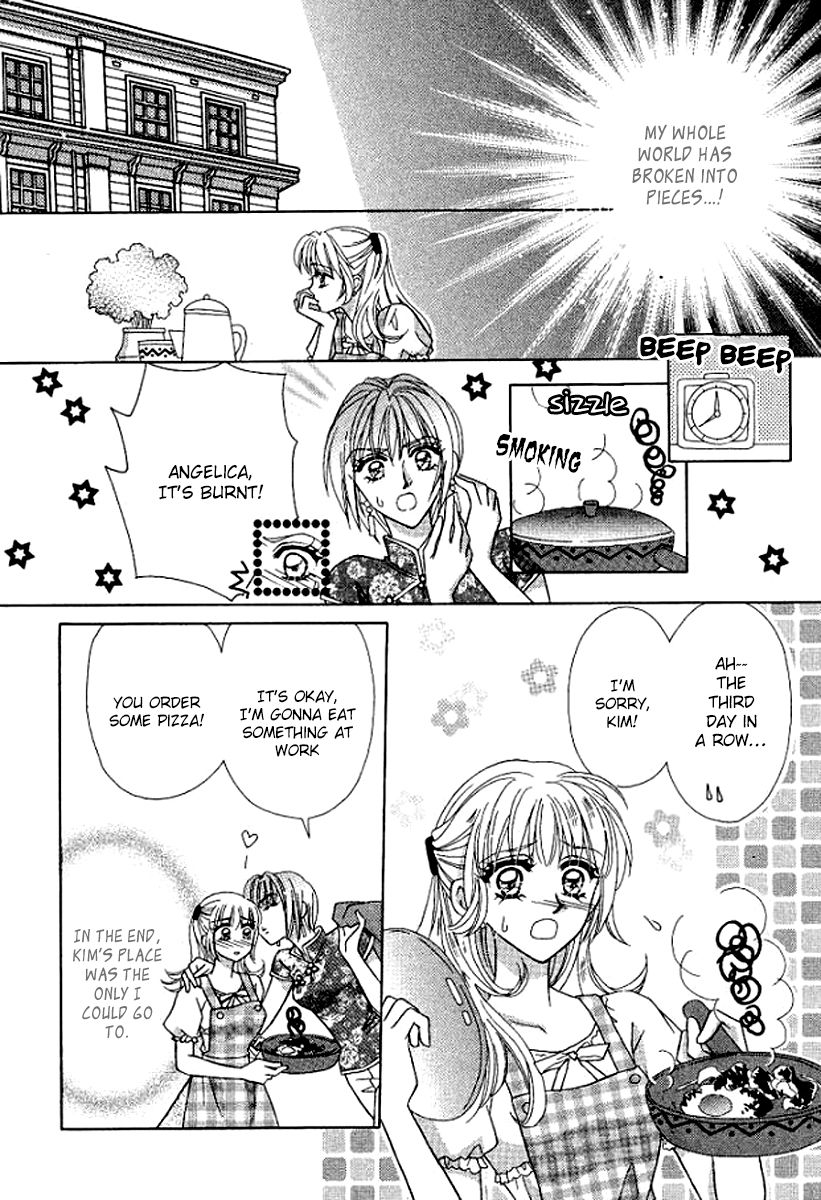 MY WHOLE
WORLD HAS
BROKEN INTO
PIECES...!
BEEP BEEP
sizzle
SMOKING
ANGELICA,
IT'S BURNT!
AH--
THE
THIRD
DAY IN
A ROW...
I'M
SORRY,
KIM!
IT'S OKAY,
I'M GONNA EAT
SOMETHING AT
WORK
YOU ORDER
SOME PIZZA!
IN THE END,
KIM'S PLACE
WAS THE
ONLY I
COULD GO
TO.